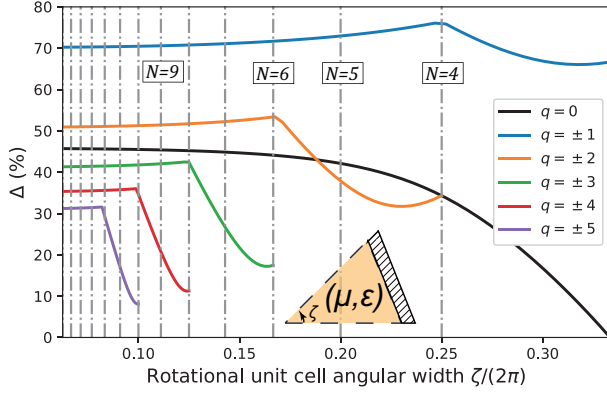 80
70
60
50
40
30
20
10
0
Δ (%)
N=9
N=6
N=5
N=4
q = 0
q = ± 1
q = ± 2
q = ± 3
q = ± 4
q = ± 5
(μ,ε)
ζ
0.10
0.15
0.20
0.25
0.30
Rotational unit cell angular width ζ/(2π)